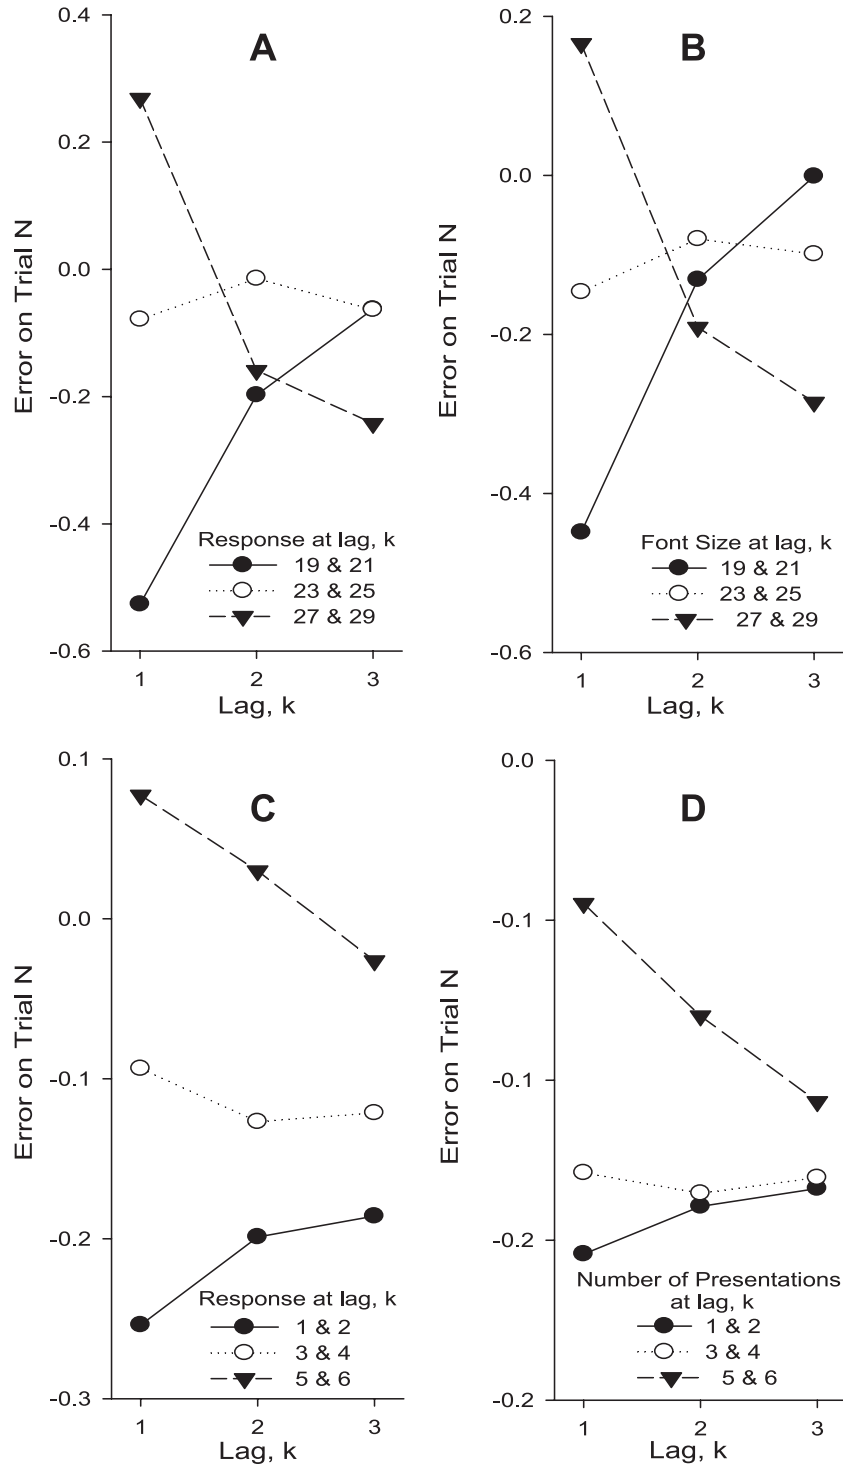 A
Error on Trial N
0.4
0.2
0.0
-0.2
-0.4
-0.6
Response at lag, k
19 & 21
23 & 25
27 & 29
1 2 3
Lag, k
B
Error on Trial N
0.2
0.0
-0.2
-0.4
-0.6
Font Size at lag, k
19 & 21
23 & 25
27 & 29
1 2 3
Lag, k
C
Error on Trial N
0.1
0.0
-0.1
-0.2
-0.3
Response at lag, k
1 & 2
3 & 4
5 & 6
1 2 3
Lag, k
D
Error on Trial N
0.0
-0.1
-0.1
-0.2
-0.2
Number of Presentations
at lag, k
1 & 2
3 & 4
5 & 6
1 2 3
Lag, k